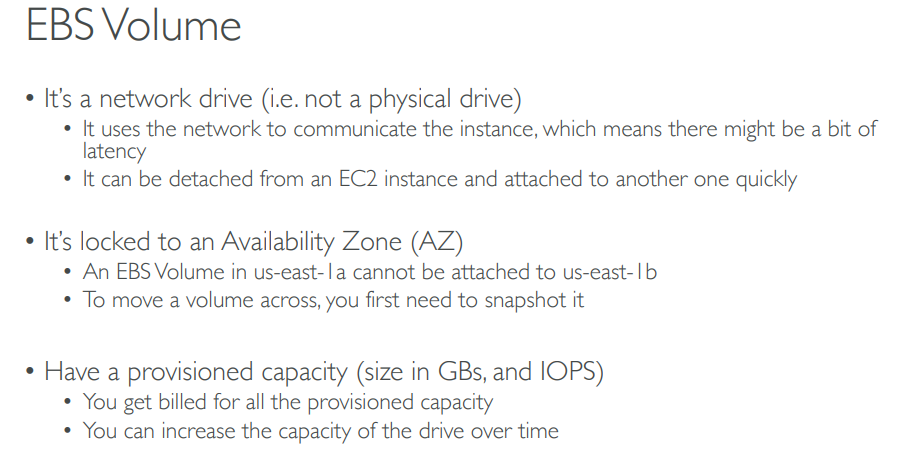 EBS Volume
• It's a network drive (i.e. not a physical drive)
• It uses the network to communicate the instance, which means there might be a bit of
latency
• It can be detached from an EC2 instance and attached to another one quickly
• It's locked to an Availability Zone (AZ)
• An EBS Volume in us-east-1a cannot be attached to us-east-1b
• To move a volume across, you first need to snapshot it
• Have a provisioned capacity (size in GBs, and IOPS)
• You get billed for all the provisioned capacity
• You can increase the capacity of the drive over time